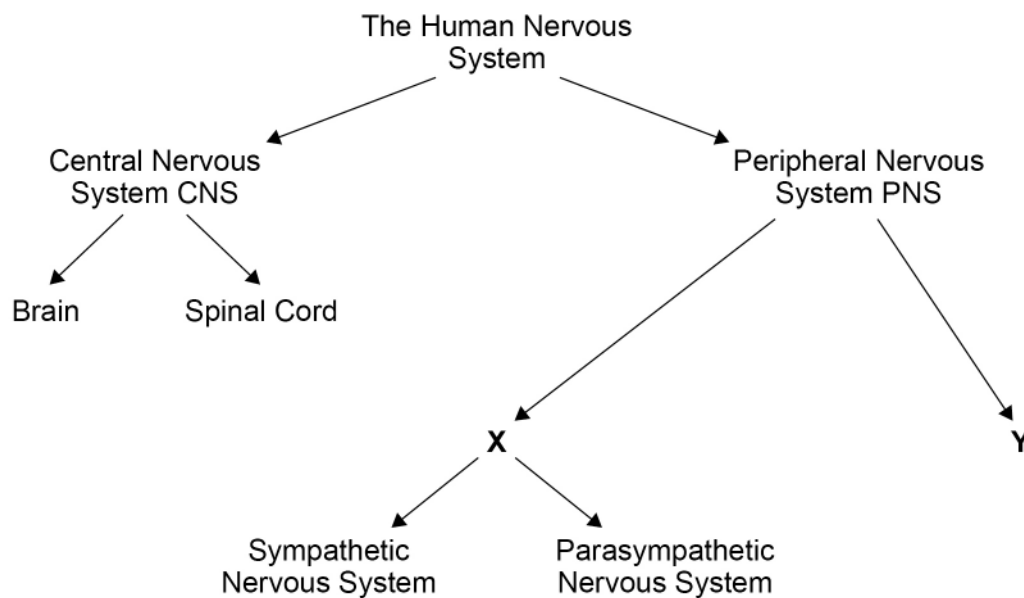 The Human Nervous
System
Central Nervous
System CNS
Peripheral Nervous
System PNS
Brain
Spinal Cord
X
Y
Sympathetic
Nervous System
Parasympathetic
Nervous System